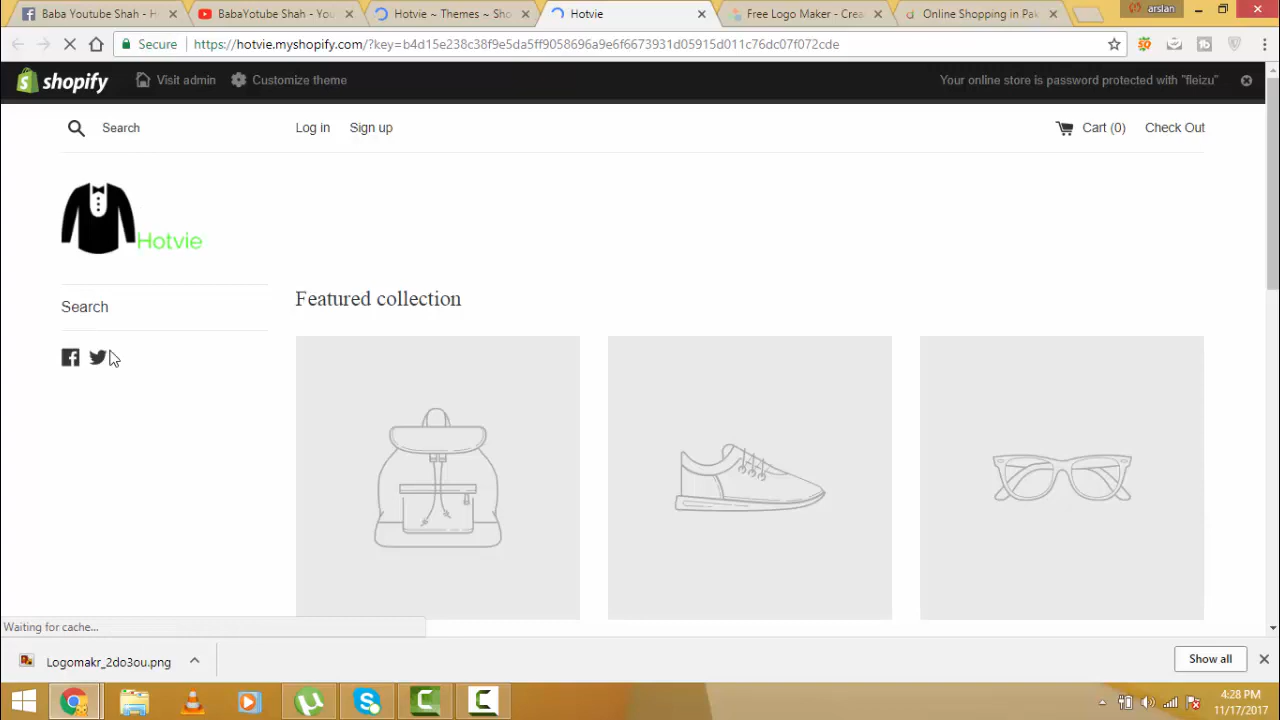 Baba Youtube Shah - H
BabaYotube Shah - You
Hotvie ~ Themes ~ Sho
Hotvie
Free Logo Maker - Crea
Online Shopping in Pak
arslan
Secure
https://hotvie.myshopify.com/?key=b4d15a238c38f9e5da5ff9058696a9e6f6673931d05915d011c76dc07f072cde
shopify
Visit admin
Customize theme
Your online store is password protected with "fleizu"
Search
Log in
Sign up
Cart (0)
Check Out
Hotvie
Search
Featured collection
Waiting for cache...
Logomakr_2do3ou.png
Show all
4:28 PM
11/17/2017